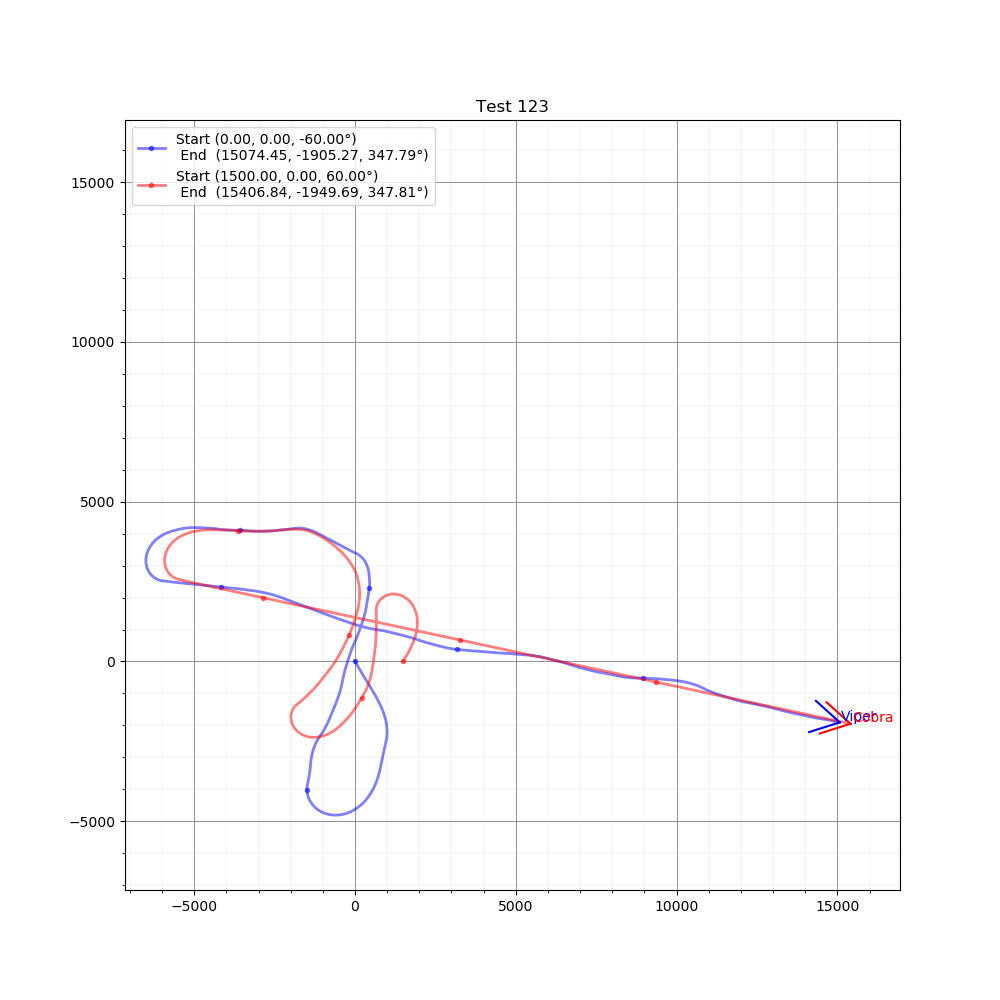 Test 123
Start (0.00, 0.00, -60.00°)
End (15074.45, -1905.27, 347.79°)
Start (1500.00, 0.00, 60.00°)
End (15406.84, -1949.69, 347.81°)
15000
10000
5000
0
−5000
Viper
Cobra
−5000
0
5000
10000
15000